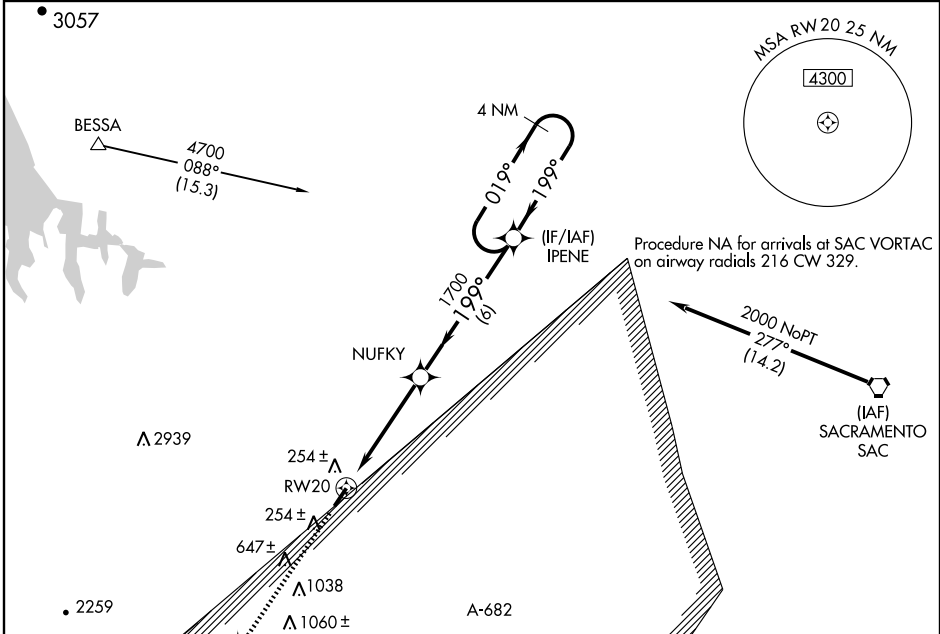 3057
MSA RW20 25 NM
4300
BESSA
4700
088°
(15.3)
4 NM
019°
199°
(IF/IAF)
IPENE
Procedure NA for arrivals at SAC VORTAC
on airway radials 216 CW 329.
1700
199°
(6)
2000 NoPT
277°
(14.2)
NUFKY
(IAF)
SACRAMENTO
SAC
2939
254 ±
RW20
254 ±
647 ±
1038
2259
1060 ±
A-682